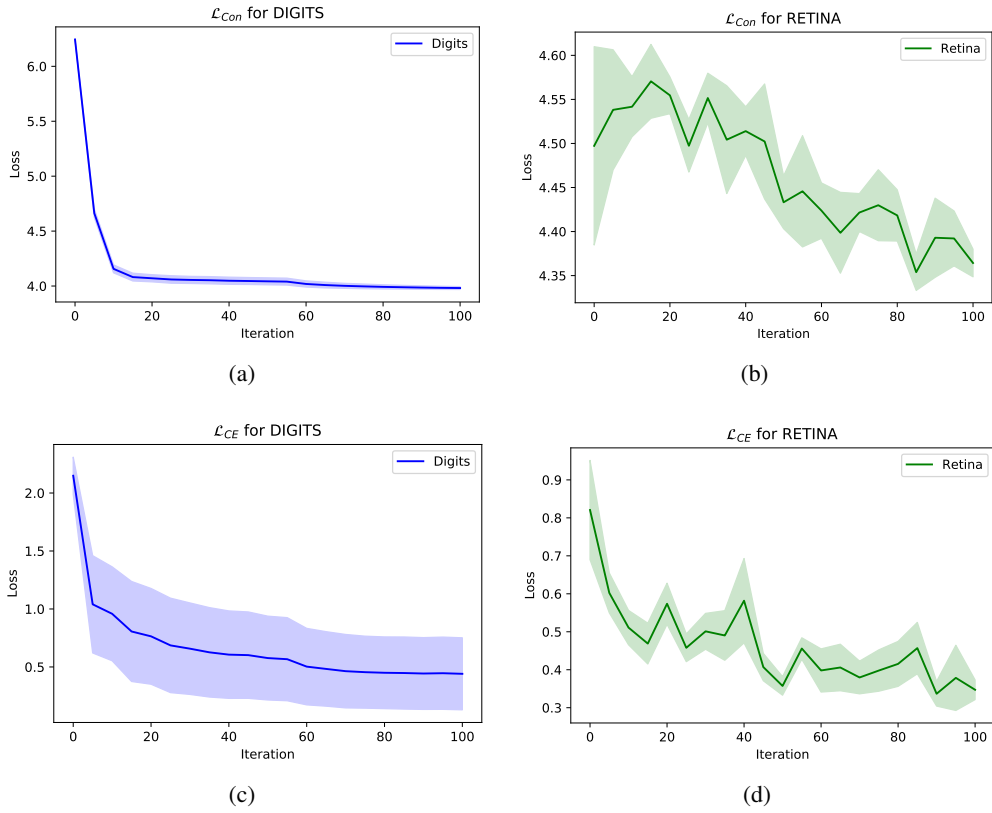 ℒCon for DIGITS
Digits
6.0
5.5
5.0
4.5
4.0
Loss
0 20 40 60 80 100
Iteration
(a)
ℒCon for RETINA
Retina
4.60
4.55
4.50
4.45
4.40
4.35
Loss
0 20 40 60 80 100
Iteration
(b)
ℒCE for DIGITS
Digits
2.0
1.5
1.0
0.5
Loss
0 20 40 60 80 100
Iteration
(c)
ℒCE for RETINA
Retina
0.9
0.8
0.7
0.6
0.5
0.4
0.3
Loss
0 20 40 60 80 100
Iteration
(d)